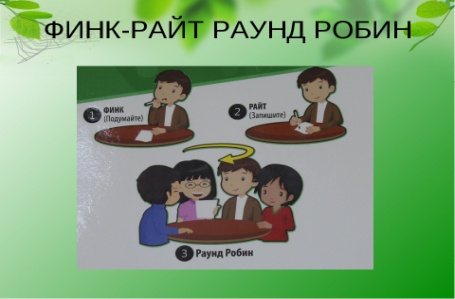 ФИНК-РАЙТ РАУНД РОБИН
1 ФИНК
(Подумайте)
2 РАЙТ
(Запишите)
3 Раунд Робин